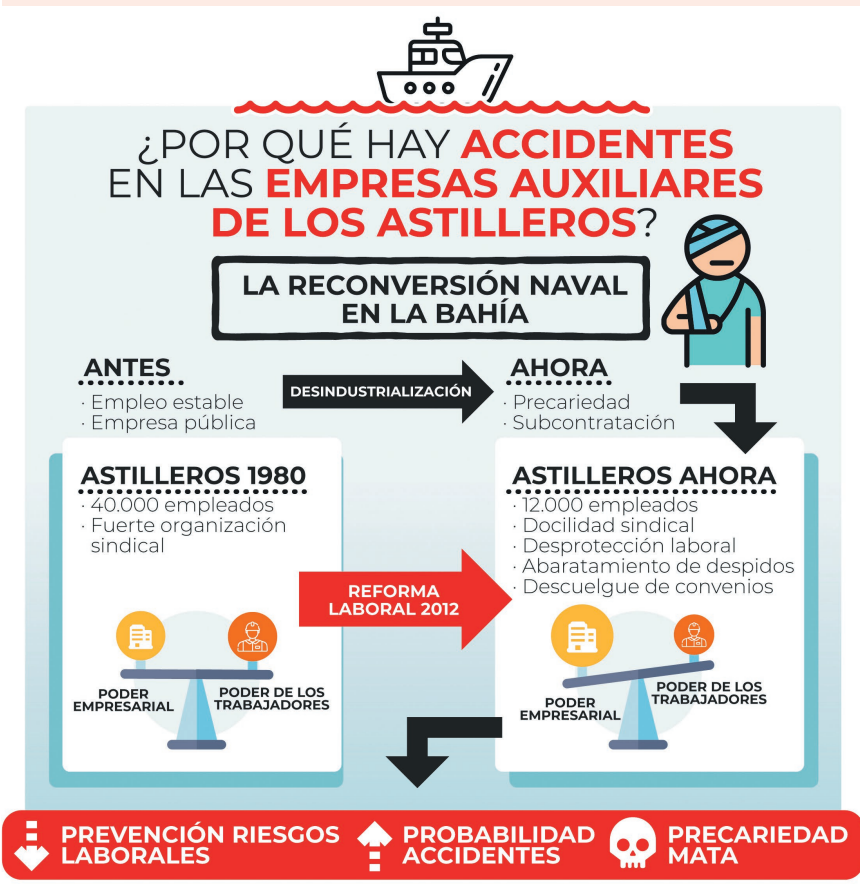 ¿POR QUÉ HAY ACCIDENTES
EN LAS EMPRESAS AUXILIARES
DE LOS ASTILLEROS?
LA RECONVERSIÓN NAVAL
EN LA BAHÍA
ANTES
· Empleo estable
· Empresa pública
DESINDUSTRIALIZACIÓN
AHORA
· Precariedad
· Subcontratación
ASTILLEROS 1980
· 40.000 empleados
· Fuerte organización
sindical
PODER
EMPRESARIAL
PODER DE LOS
TRABAJADORES
REFORMA
LABORAL 2012
ASTILLEROS AHORA
· 12.000 empleados
· Docilidad sindical
· Desprotección laboral
· Abaratamiento de despidos
· Descuelgue de convenios
PODER
EMPRESARIAL
PODER DE LOS
TRABAJADORES
PREVENCIÓN RIESGOS
LABORALES
PROBABILIDAD
ACCIDENTES
PRECARIEDAD
MATA